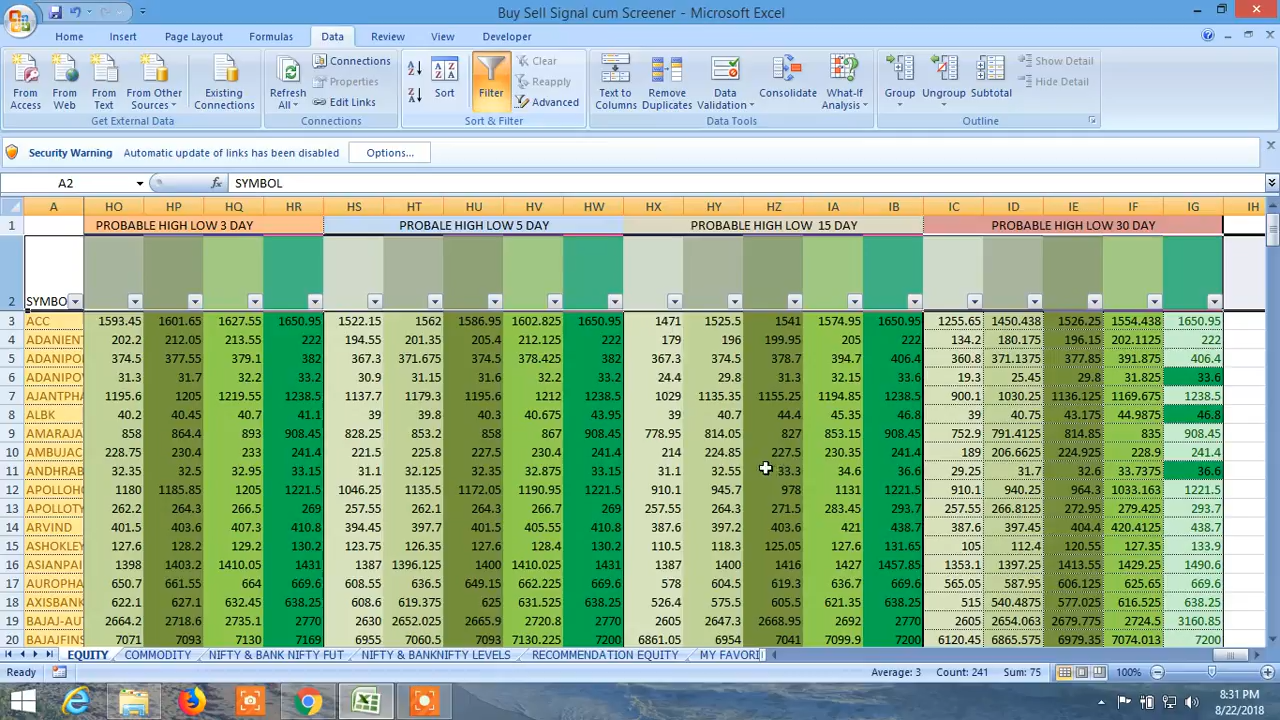 Buy Sell Signal cum Screener - Microsoft Excel
Home Insert Page Layout Formulas Data Review View Developer
From Access From Web From Text From Other Sources Existing Connections Refresh All Connections Properties Edit Links Sort Filter Clear Reapply Advanced Text to Columns Remove Duplicates Data Validation Consolidate What-If Analysis Group Ungroup Subtotal Show Detail Hide Detail
Get External Data Connections Sort & Filter Data Tools Outline
Security Warning Automatic update of links has been disabled Options...
A2 fx SYMBOL
A HO HP HQ HR HS HT HU HV HW HX HY HZ IA IB IC ID IE IF IG IH
1 PROBABLE HIGH LOW 3 DAY PROBALE HIGH LOW 5 DAY PROBABLE HIGH LOW 15 DAY PROBABLE HIGH LOW 30 DAY
2 SYMBO
3 ACC 1593.45 1601.65 1627.55 1650.95 1522.15 1562 1586.95 1602.825 1650.95 1471 1525.5 1541 1574.95 1650.95 1255.65 1450.438 1526.25 1554.438 1650.95
4 ADANIENT 202.2 212.05 213.55 222 194.55 201.35 205.4 212.125 222 179 196 199.95 205 222 134.2 180.175 196.15 202.1125 222
5 ADANIPO 374.5 377.55 379.1 382 367.3 371.675 374.5 378.425 382 367.3 374.5 378.7 394.7 406.4 360.8 371.1375 377.85 391.875 406.4
6 ADANIPO 31.3 31.7 32.2 33.2 30.9 31.15 31.6 32.2 33.2 24.4 29.8 31.3 32.15 33.6 19.3 25.45 29.8 31.825 33.6
7 AJANTPHA 1195.6 1205 1219.55 1238.5 1137.7 1179.3 1195.6 1212 1238.5 1029 1135.35 1155.25 1194.85 1238.5 900.1 1030.25 1136.125 1169.675 1238.5
8 ALBK 40.2 40.45 40.7 41.1 39 39.8 40.3 40.675 43.95 39 40.7 44.4 45.35 46.8 39 40.75 43.175 44.9875 46.8
9 AMARAJA 858 864.4 893 908.45 828.25 853.2 858 867 908.45 778.95 814.05 827 853.15 908.45 752.9 791.4125 814.85 835 908.45
10 AMBUJAC 228.75 230.4 233 241.4 221.5 225.8 227.5 230.4 241.4 214 224.85 227.5 230.35 241.4 189 206.6625 224.925 228.9 241.4
11 ANDHRAB 32.35 32.5 32.95 33.15 31.1 32.125 32.35 32.875 33.15 31.1 32.55 33.3 34.6 36.6 29.25 31.7 32.6 33.7375 36.6
12 APOLLOHO 1180 1185.85 1205 1221.5 1046.25 1135.5 1172.05 1190.95 1221.5 910.1 945.7 978 1131 1221.5 910.1 940.25 964.3 1033.163 1221.5
13 APOLLOTY 262.2 264.3 266.5 269 257.55 262.1 264.3 266.7 269 257.55 264.3 271.5 283.45 293.7 257.55 266.8125 272.95 279.425 293.7
14 ARVIND 401.5 403.6 407.3 410.8 394.45 397.7 401.5 405.55 410.8 387.6 397.2 403.6 421 438.7 387.6 397.45 404.4 420.4125 438.7
15 ASHOKLEY 127.6 128.2 129.2 130.2 123.75 126.35 127.6 128.4 130.2 110.5 118.3 125.05 127.6 131.65 105 112.4 120.55 127.35 133.9
16 ASIANPAI 1398 1403.2 1410.05 1431 1387 1396.125 1400 1410.025 1431 1387 1400 1416 1427 1457.85 1353.1 1397.25 1413.55 1429.25 1490.6
17 AUROPHA 650.7 661.55 664 669.6 608.55 636.5 649.15 662.225 669.6 578 604.5 619.3 636.7 669.6 565.05 587.95 606.125 625.65 669.6
18 AXISBANK 622.1 627.1 632.45 638.25 608.6 619.375 625 631.525 638.25 526.4 575.5 605.5 621.35 638.25 515 540.4875 577.025 616.525 638.25
19 BAJAJ-AUT 2664.2 2718.6 2735.1 2770 2630 2652.025 2665.9 2720.8 2770 2605 2647.3 2668.95 2692 2770 2605 2654.063 2679.775 2724.5 3160.85
20 BAJAJFINS 7071 7093 7130 7169 6955 7060.5 7093 7130.225 7200 6861.05 6954 7041 7099.9 7200 6120.45 6865.575 6979.35 7074.013 7200
EQUITY COMMODITY NIFTY & BANK NIFTY FUT NIFTY & BANKNIFTY LEVELS RECOMMENDATION EQUITY MY FAVORI
Ready Average: 3 Count: 241 Sum: 75 100%
8:31 PM
8/22/2018